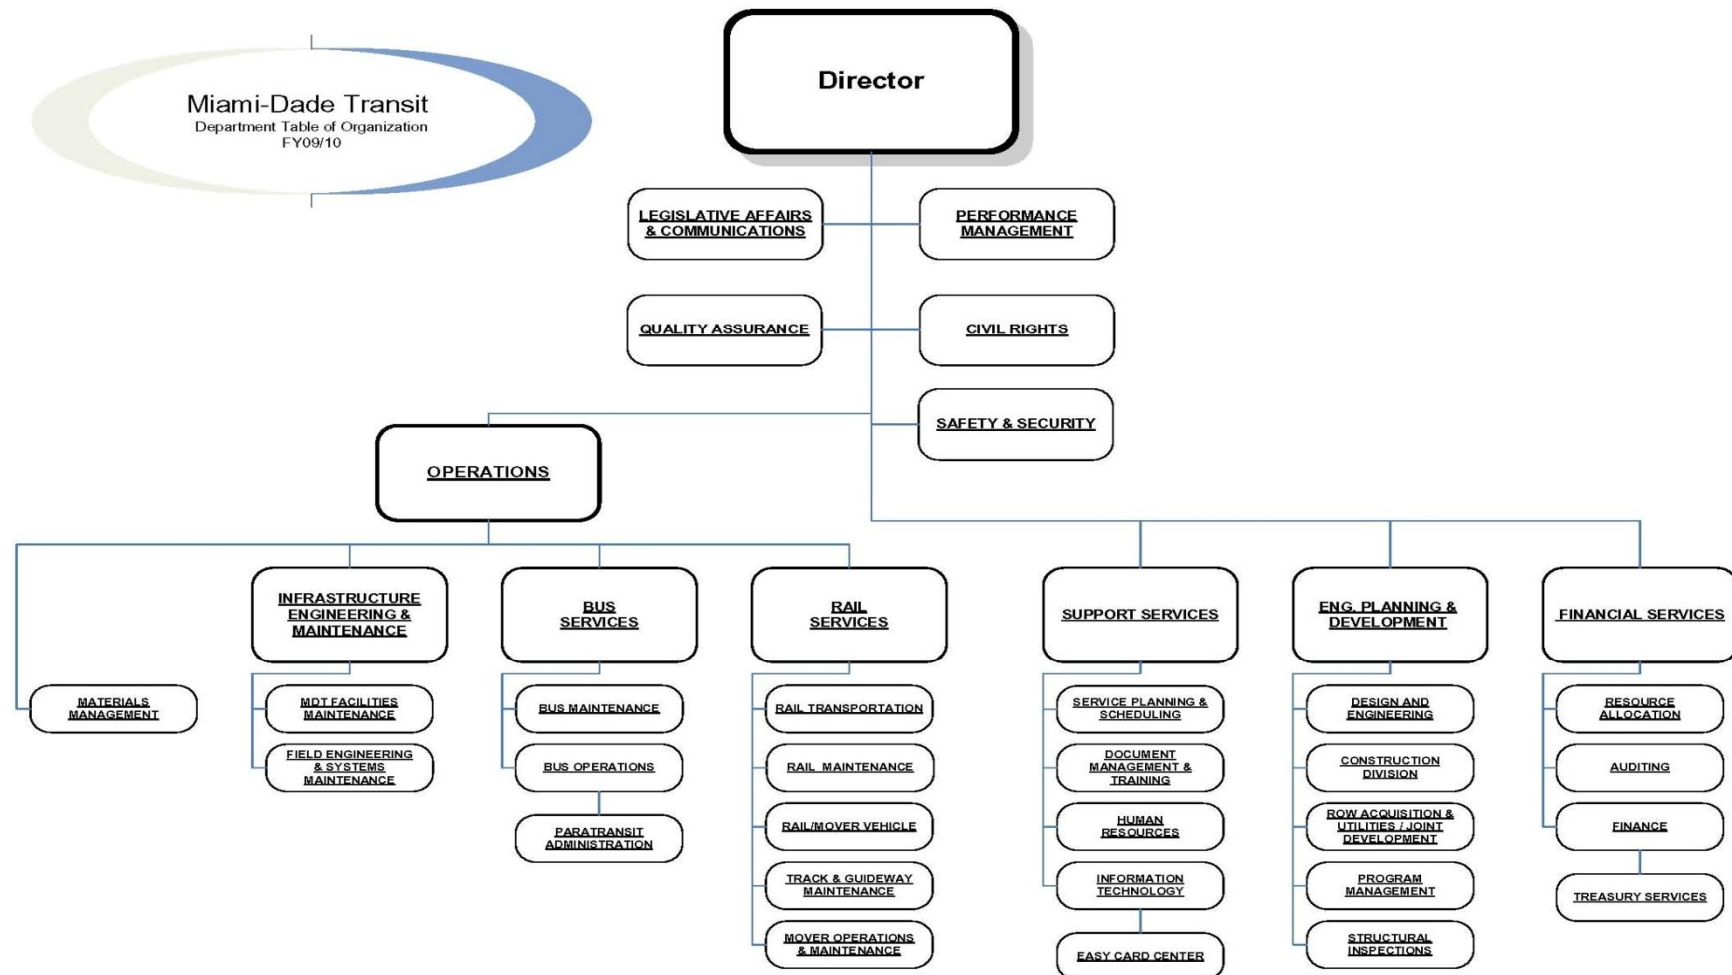 Miami-Dade Transit
Department Table of Organization
FY09/10
Director
LEGISLATIVE AFFAIRS
& COMMUNICATIONS
PERFORMANCE
MANAGEMENT
QUALITY ASSURANCE
CIVIL RIGHTS
SAFETY & SECURITY
OPERATIONS
INFRASTRUCTURE
ENGINEERING &
MAINTENANCE
BUS
SERVICES
RAIL
SERVICES
SUPPORT SERVICES
ENG. PLANNING &
DEVELOPMENT
FINANCIAL SERVICES
MATERIALS
MANAGEMENT
MDT FACILITIES
MAINTENANCE
FIELD ENGINEERING
& SYSTEMS
MAINTENANCE
BUS MAINTENANCE
BUS OPERATIONS
PARATRANSIT
ADMINISTRATION
RAIL TRANSPORTATION
RAIL MAINTENANCE
RAIL/MOVER VEHICLE
TRACK & GUIDEWAY
MAINTENANCE
MOVER OPERATIONS
& MAINTENANCE
SERVICE PLANNING &
SCHEDULING
DOCUMENT
MANAGEMENT &
TRAINING
HUMAN
RESOURCES
INFORMATION
TECHNOLOGY
EASY CARD CENTER
DESIGN AND
ENGINEERING
CONSTRUCTION
DIVISION
ROW ACQUISITION &
UTILITIES / JOINT
DEVELOPMENT
PROGRAM
MANAGEMENT
STRUCTURAL
INSPECTIONS
RESOURCE
ALLOCATION
AUDITING
FINANCE
TREASURY SERVICES